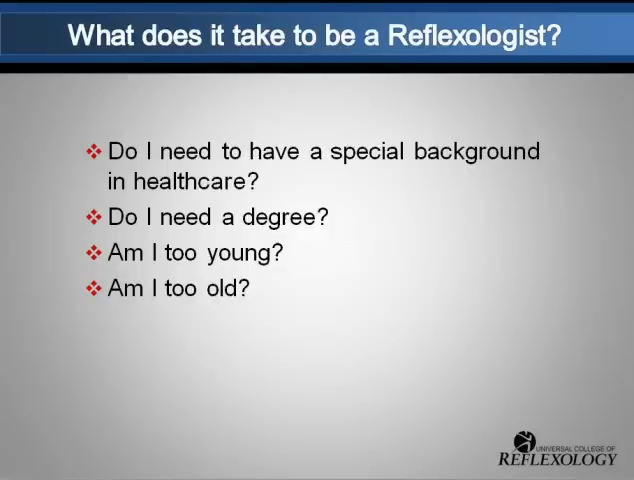 What does it take to be a Reflexologist?
Do I need to have a special background
in healthcare?
Do I need a degree?
Am I too young?
Am I too old?
UNIVERSAL COLLEGE OF
REFLEXOLOGY